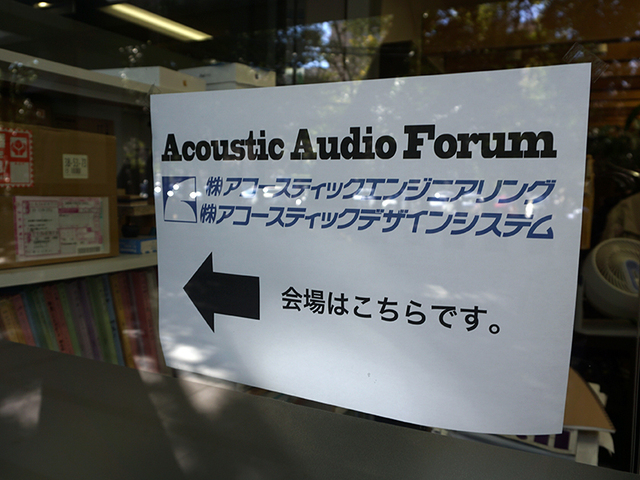 Acoustic Audio Forum
㈱アコースティックエンジニアリング
㈱アコースティックデザインシステム
会場はこちらです。